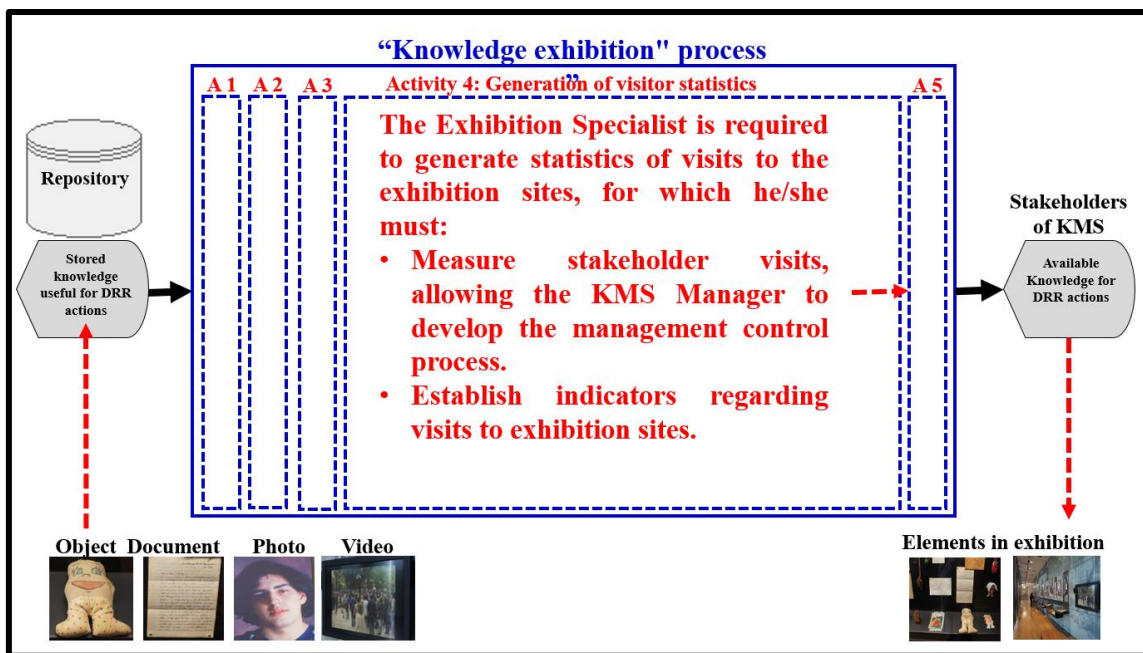 “Knowledge exhibition" process
”
A 1 A 2 A 3 Activity 4: Generation of visitor statistics A 5
Repository
Stored
knowledge
useful for DRR
actions
The Exhibition Specialist is required
to generate statistics of visits to the
exhibition sites, for which he/she
must:
• Measure stakeholder visits,
allowing the KMS Manager to
develop the management control
process.
• Establish indicators regarding
visits to exhibition sites.
Stakeholders
of KMS
Available
Knowledge for
DRR actions
Object Document Photo Video
Elements in exhibition